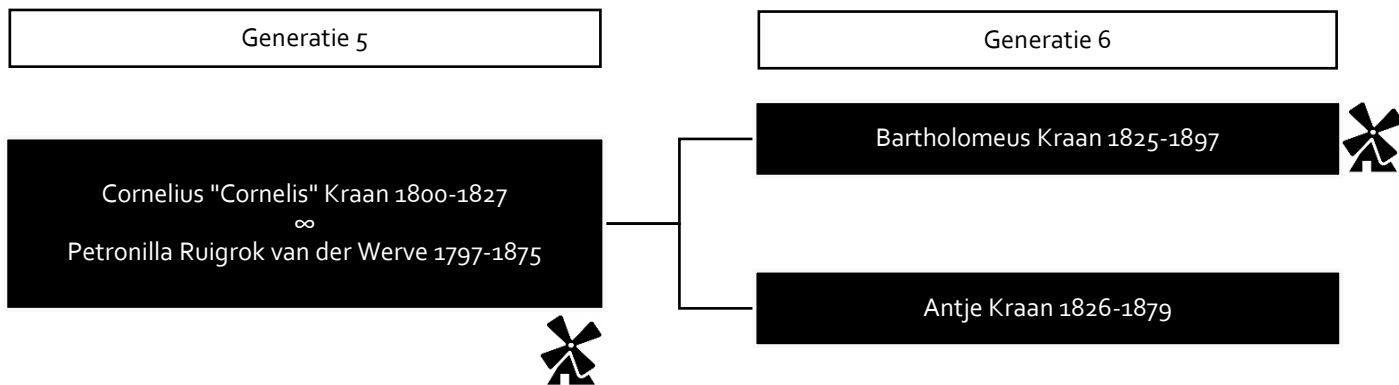 Generatie 5
Cornelius "Cornelis" Kraan 1800-1827
∞
Petronilla Ruigrok van der Werve 1797-1875
Generatie 6
Bartholomeus Kraan 1825-1897
Antje Kraan 1826-1879